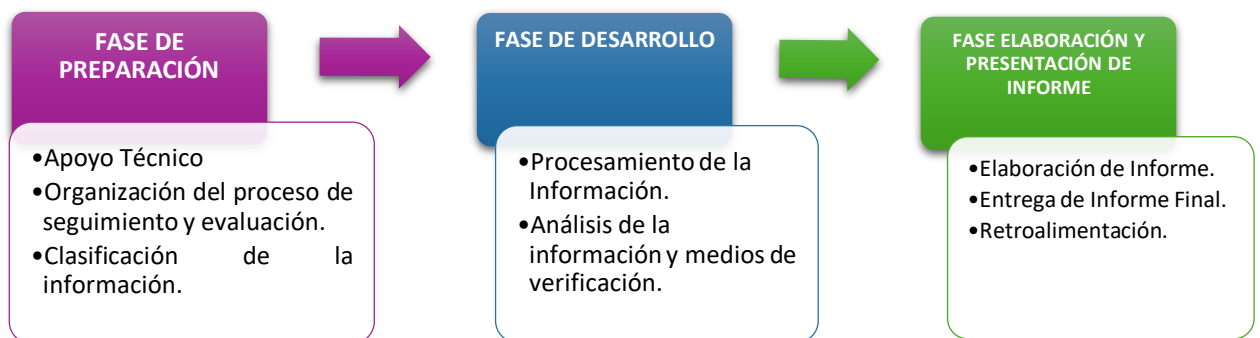 FASE DE
PREPARACIÓN
•Apoyo Técnico
•Organización del proceso de
seguimiento y evaluación.
•Clasificación de la
información.
FASE DE DESARROLLO
•Procesamiento de la
Información.
•Análisis de la
información y medios de
verificación.
FASE ELABORACIÓN Y
PRESENTACIÓN DE
INFORME
•Elaboración de Informe.
•Entrega de Informe Final.
•Retroalimentación.